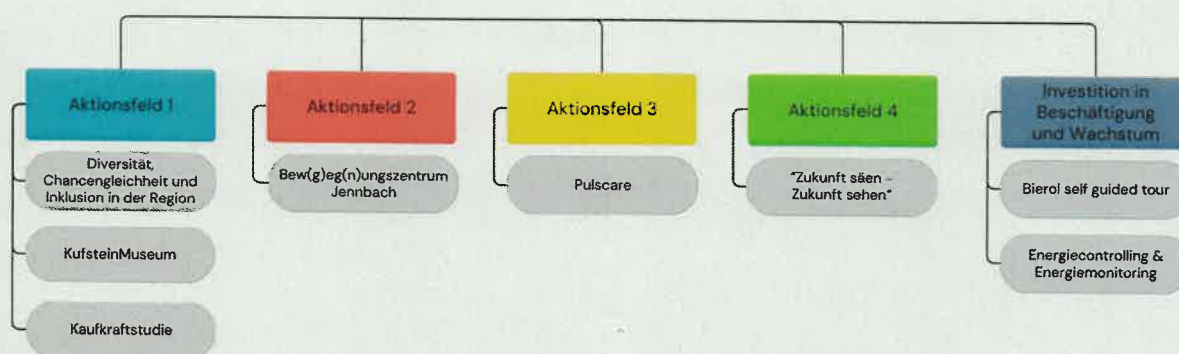 Aktionsfeld 1
Diversität,
Chancengleichheit und
Inklusion in der Region
KufsteinMuseum
Kaufkraftstudie
Aktionsfeld 2
Bew(g)eg(n)ungszentrum
Jennbach
Aktionsfeld 3
Pulscare
Aktionsfeld 4
"Zukunft säen –
Zukunft sehen"
Investition in
Beschäftigung
und Wachstum
Bierol self guided tour
Energiecontrolling &
Energiemonitoring